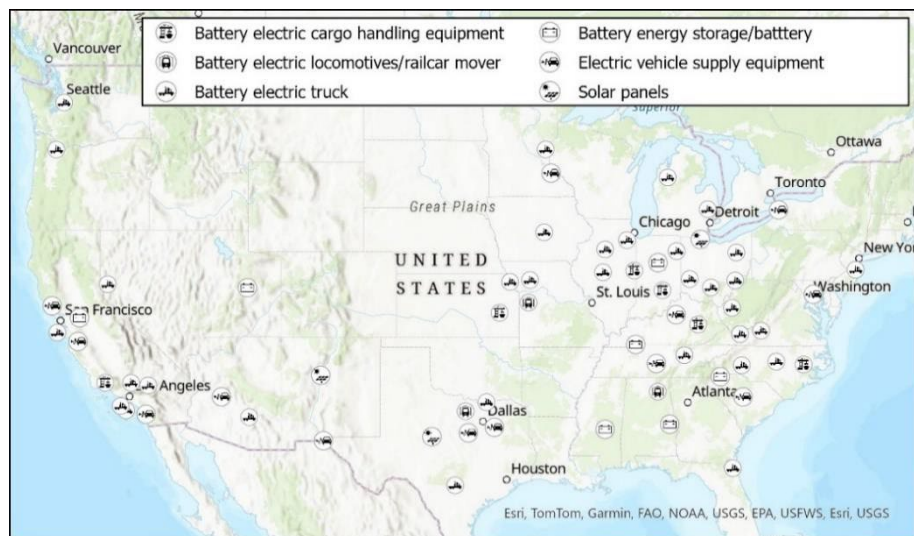 Battery electric cargo handling equipment
Battery energy storage/batttery
Battery electric locomotives/railcar mover
Electric vehicle supply equipment
Battery electric truck
Solar panels
Vancouver
Seattle
Superior
Ottawa
Toronto
Great Plains
Chicago
Detroit
New Yor
UNITED
STATES
St. Louis
Washington
San Francisco
Angeles
Atlanta
Dallas
Houston
Esri, TomTom, Garmin, FAO, NOAA, USGS, EPA, USFWS, Esri, USGS